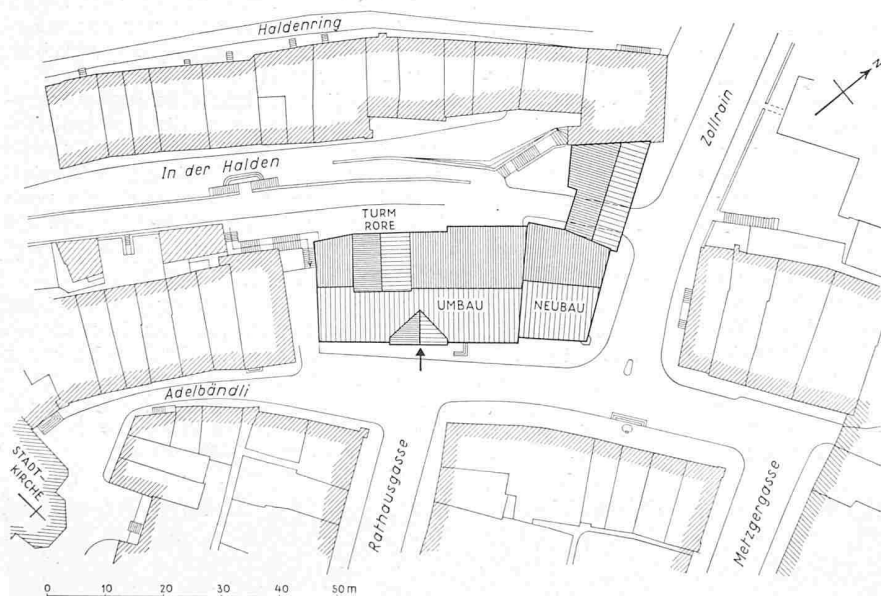 Haldenring
N
Zollrain
In der Halden
TURM
RORE
UMBAU
NEUBAU
Adelbändli
STADT-
KIRCHE
Rathausgasse
Metzgergasse
0 10 20 30 40 50 m